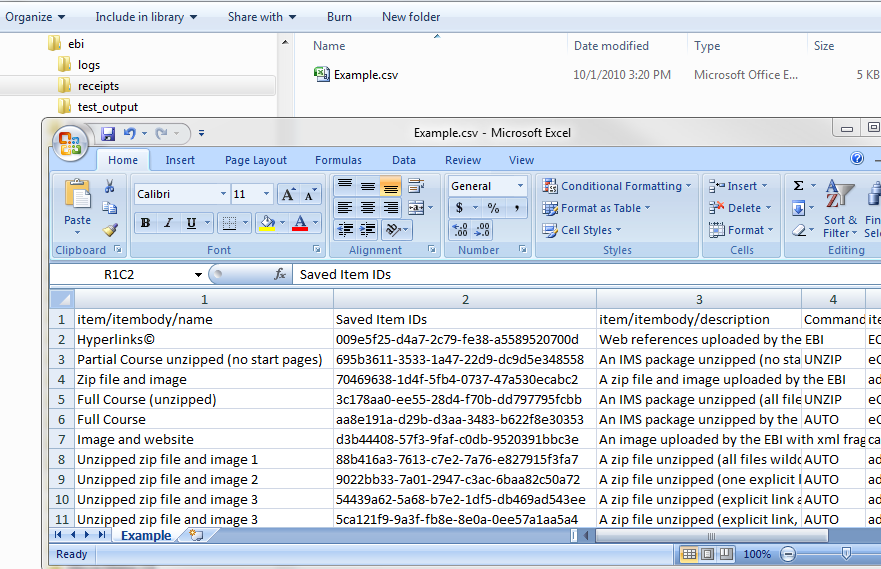 Organize Include in library Share with Burn New folder
ebi
logs
receipts
test_output
Name Date modified Type Size
Example.csv 10/1/2010 3:20 PM Microsoft Office E... 5 KB
Example.csv - Microsoft Excel
Home Insert Page Layout Formulas Data Review View
Paste
Clipboard
Calibri 11
B I U
Font
Alignment
General
$ % ,
Number
Conditional Formatting
Format as Table
Cell Styles
Styles
Insert
Delete
Format
Cells
Σ
Sort &
Filter
Editing
R1C2 fx Saved Item IDs
1 2 3 4
1 item/itembody/name Saved Item IDs item/itembody/description Command
2 Hyperlinks© 009e5f25-d4a7-2c79-fe38-a5589520700d Web references uploaded by the EBI
3 Partial Course unzipped (no start pages) 695b3611-3533-1a47-22d9-dc9d5e348558 An IMS package unzipped (no sta UNZIP
4 Zip file and image 70469638-1d4f-5fb4-0737-47a530ecabc2 A zip file and image uploaded by the EBI
5 Full Course (unzipped) 3c178aa0-ee55-28d4-f70b-dd797795fcbb An IMS package unzipped (all file UNZIP
6 Full Course aa8e191a-d29b-d3aa-3483-b622f8e30353 An IMS package unzipped by the AUTO
7 Image and website d3b44408-57f3-9faf-c0db-9520391bbc3e An image uploaded by the EBI with xml frag
8 Unzipped zip file and image 1 88b416a3-7613-c7e2-7a76-e827915f3fa7 A zip file unzipped (all files wildc AUTO
9 Unzipped zip file and image 2 9022bb33-7a01-2947-c3ac-6baa82c50a72 A zip file unzipped (one explicit l AUTO
10 Unzipped zip file and image 3 54439a62-5a68-b7e2-1df5-db469ad543ee A zip file unzipped (explicit link a AUTO
11 Unzipped zip file and image 3 5ca121f9-9a3f-fb8e-8e0a-0ee57a1aa5a4 A zip file unzipped (explicit link, AUTO
Example
Ready 100%